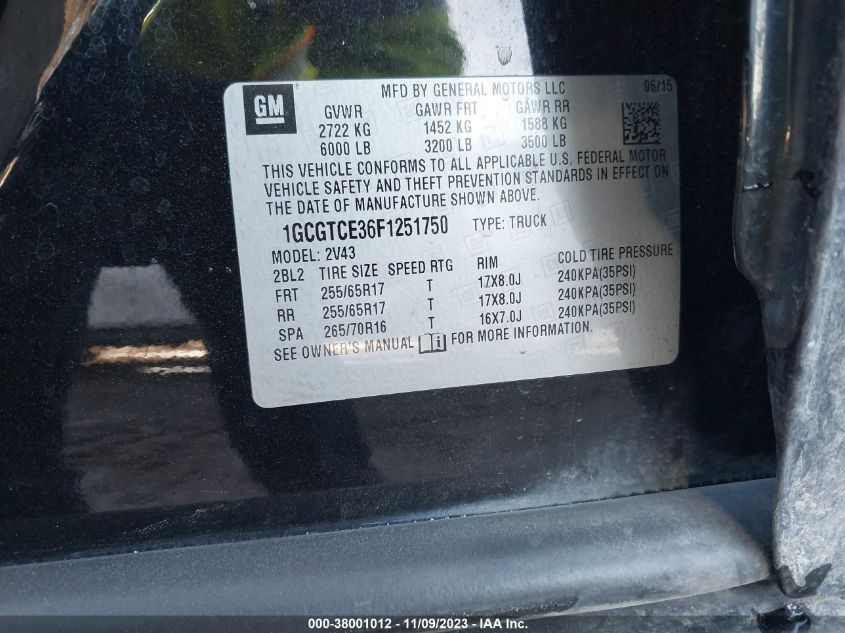 GM
MFD BY GENERAL MOTORS LLC 06/15
GVWR GAWR FRT GAWR RR
2722 KG 1452 KG 1588 KG
6000 LB 3200 LB 3500 LB
THIS VEHICLE CONFORMS TO ALL APPLICABLE U.S. FEDERAL MOTOR
VEHICLE SAFETY AND THEFT PREVENTION STANDARDS IN EFFECT ON
THE DATE OF MANUFACTURE SHOWN ABOVE.
1GCGTCE36F1251750 TYPE: TRUCK
MODEL: 2V43
2BL2 TIRE SIZE SPEED RTG RIM COLD TIRE PRESSURE
FRT 255/65R17 T 17X8.0J 240KPA(35PSI)
RR 255/65R17 T 17X8.0J 240KPA(35PSI)
SPA 265/70R16 T 16X7.0J 240KPA(35PSI)
SEE OWNER'S MANUAL FOR MORE INFORMATION.
000-38001012 - 11/09/2023 - IAA Inc.